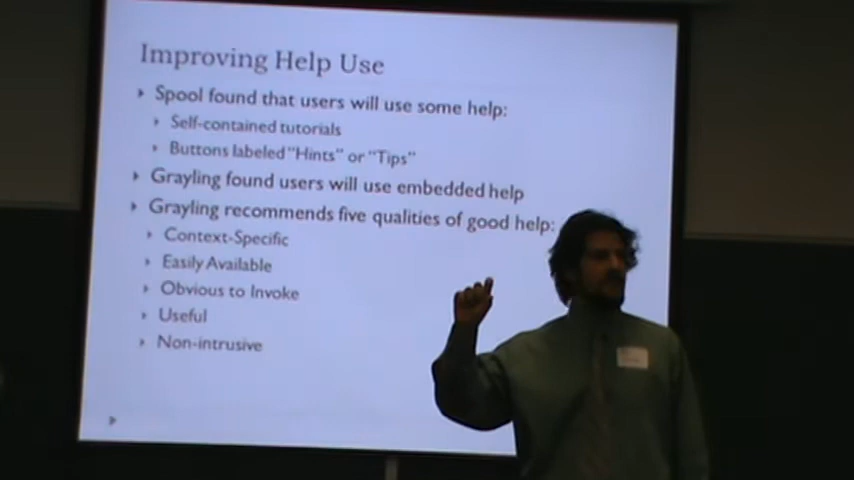 Improving Help Use
Spool found that users will use some help:
Self-contained tutorials
Buttons labeled "Hints" or "Tips"
Grayling found users will use embedded help
Grayling recommends five qualities of good help:
Context-Specific
Easily Available
Obvious to Invoke
Useful
Non-intrusive